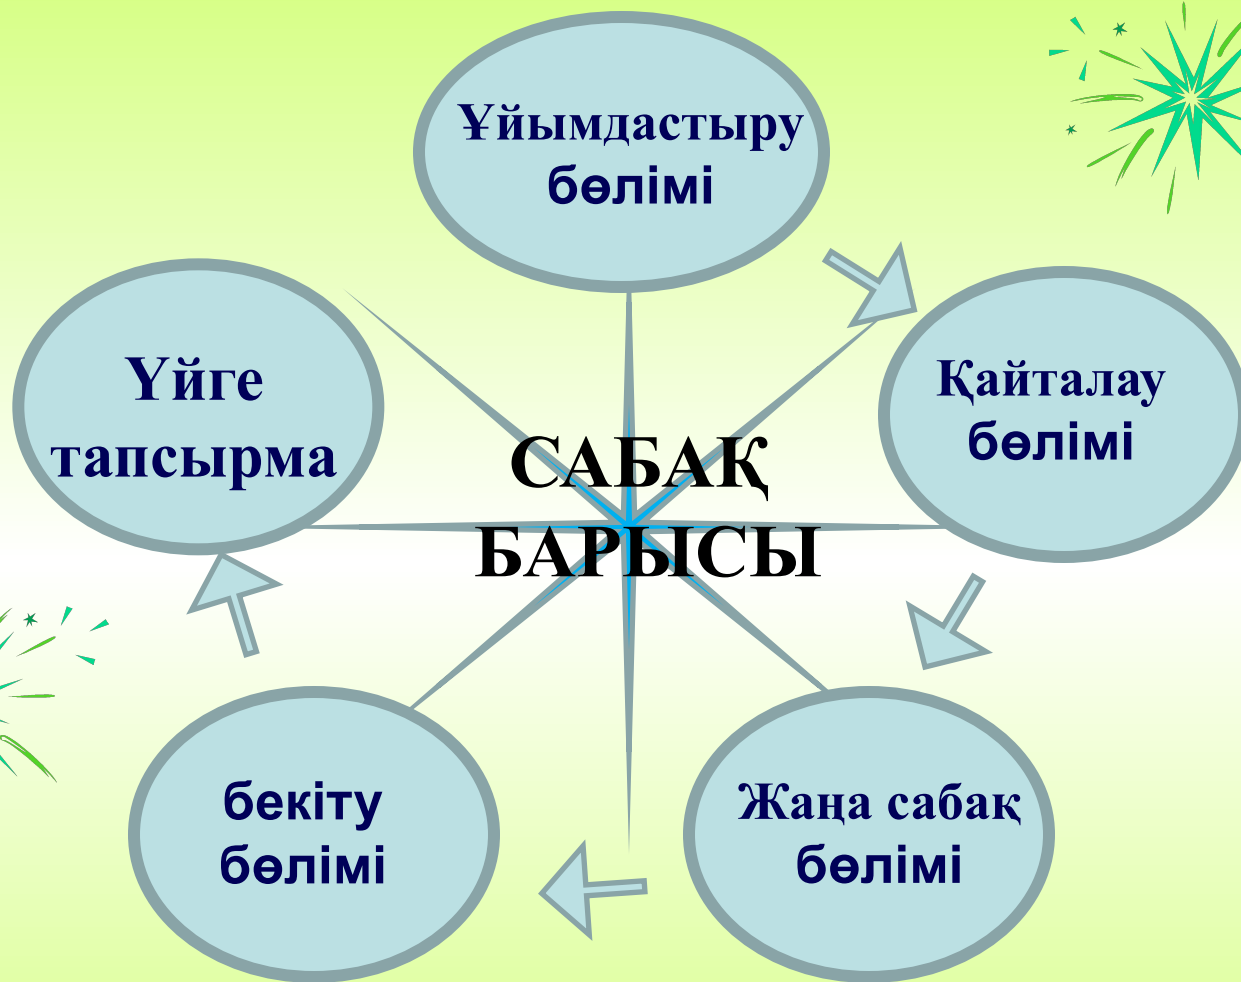 Ұйымдастыру
бөлімі
Қайталау
бөлімі
Жаңа сабақ
бөлімі
бекіту
бөлімі
Үйге
тапсырма
САБАҚ
БАРЫСЫ